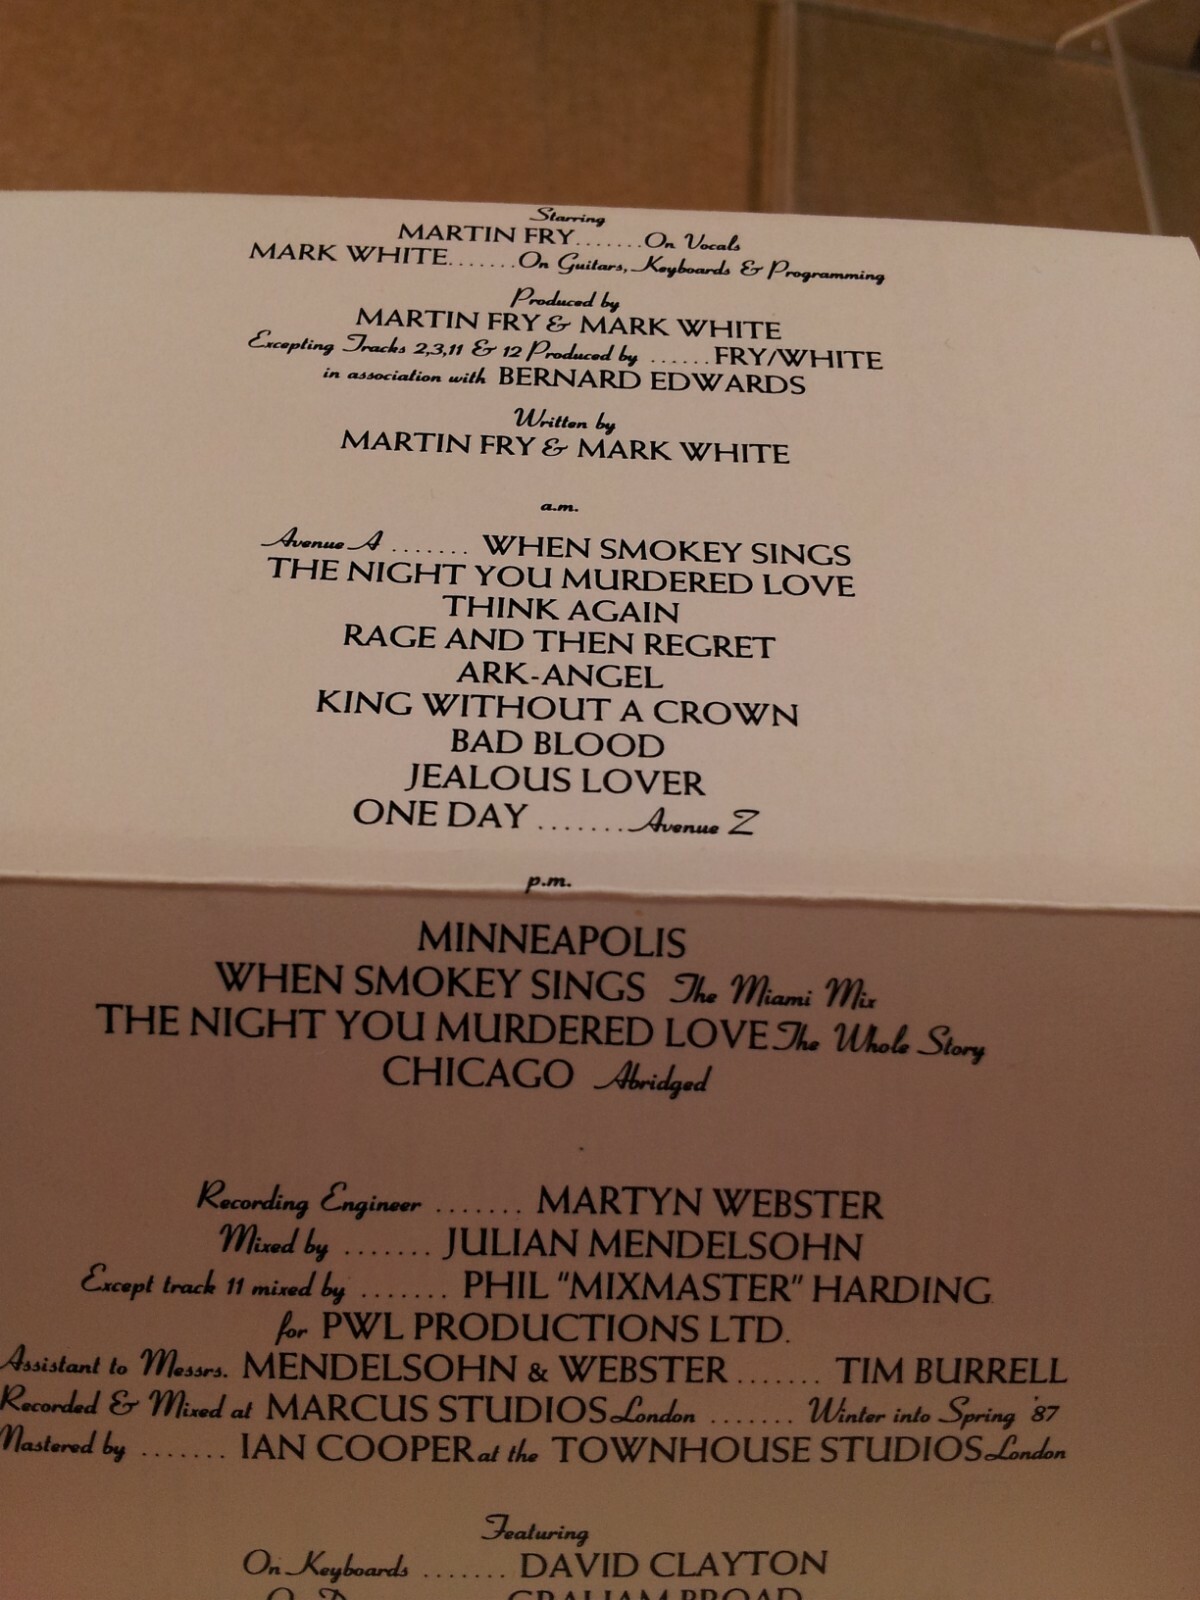 Starring
MARTIN FRY.......On Vocals
MARK WHITE.......On Guitars, Keyboards & Programming
Produced by
MARTIN FRY & MARK WHITE
Excepting Tracks 2,3,11 & 12 Produced by ......FRY/WHITE
in association with BERNARD EDWARDS
Written by
MARTIN FRY & MARK WHITE
a.m.
Avenue A ....... WHEN SMOKEY SINGS
THE NIGHT YOU MURDERED LOVE
THINK AGAIN
RAGE AND THEN REGRET
ARK-ANGEL
KING WITHOUT A CROWN
BAD BLOOD
JEALOUS LOVER
ONE DAY .......Avenue Z
p.m.
MINNEAPOLIS
WHEN SMOKEY SINGS The Miami Mix
THE NIGHT YOU MURDERED LOVE The Whole Story
CHICAGO Abridged
Recording Engineer ....... MARTYN WEBSTER
Mixed by ....... JULIAN MENDELSOHN
Except track 11 mixed by ....... PHIL "MIXMASTER" HARDING
for PWL PRODUCTIONS LTD.
Assistant to Messrs. MENDELSOHN & WEBSTER ....... TIM BURRELL
Recorded & Mixed at MARCUS STUDIOS London ....... Winter into Spring '87
Mastered by ....... IAN COOPER at the TOWNHOUSE STUDIOS London
Featuring
On Keyboards ....... DAVID CLAYTON
GRAHAM BROAD